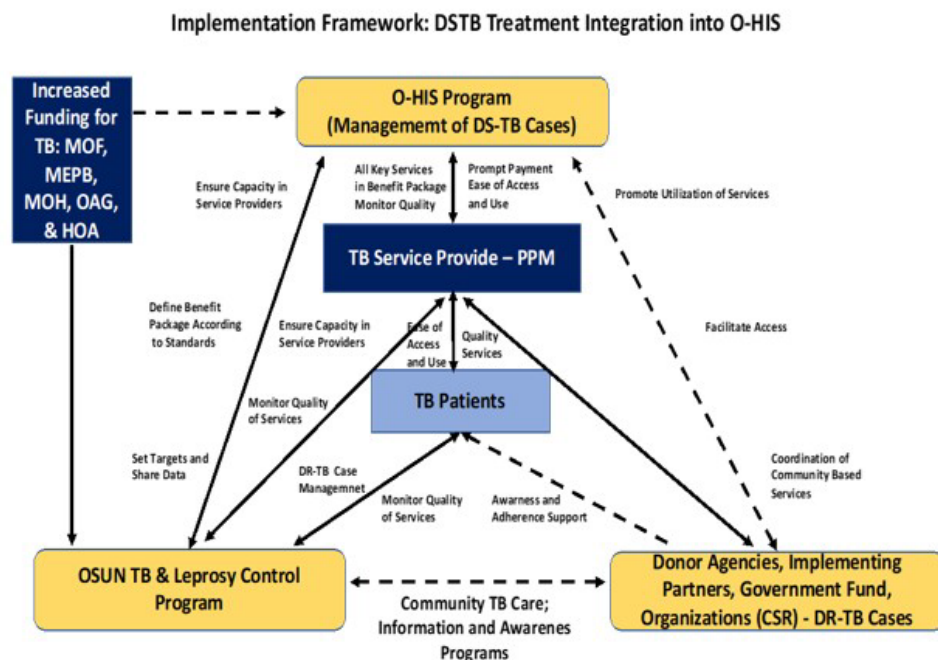 Implementation Framework: DSTB Treatment Integration into O-HIS
Increased
Funding for
TB: MOF,
MEPB,
MOH, OAG,
& HOA
O-HIS Program
(Managememt of DS-TB Cases)
Ensure Capacity in
Service Providers
All Key Services
in Benefit Package
Monitor Quality
Prompt Payment
Ease of Access
and Use
Promote Utilization of Services
TB Service Provide – PPM
Define Benefit
Package According
to Standards
Ensure Capacity in
Service Providers
Ease of
Access
and Use
Quality
Services
Facilitate Access
TB Patients
Monitor Quality
of Services
Set Targets and
Share Data
DR-TB Case
Managemnet
Monitor Quality
of Services
Awarness and
Adherence Support
Coordination of
Community Based
Services
OSUN TB & Leprosy Control
Program
Community TB Care;
Information and Awarenes
Programs
Donor Agencies, Implementing
Partners, Government Fund,
Organizations (CSR) - DR-TB Cases